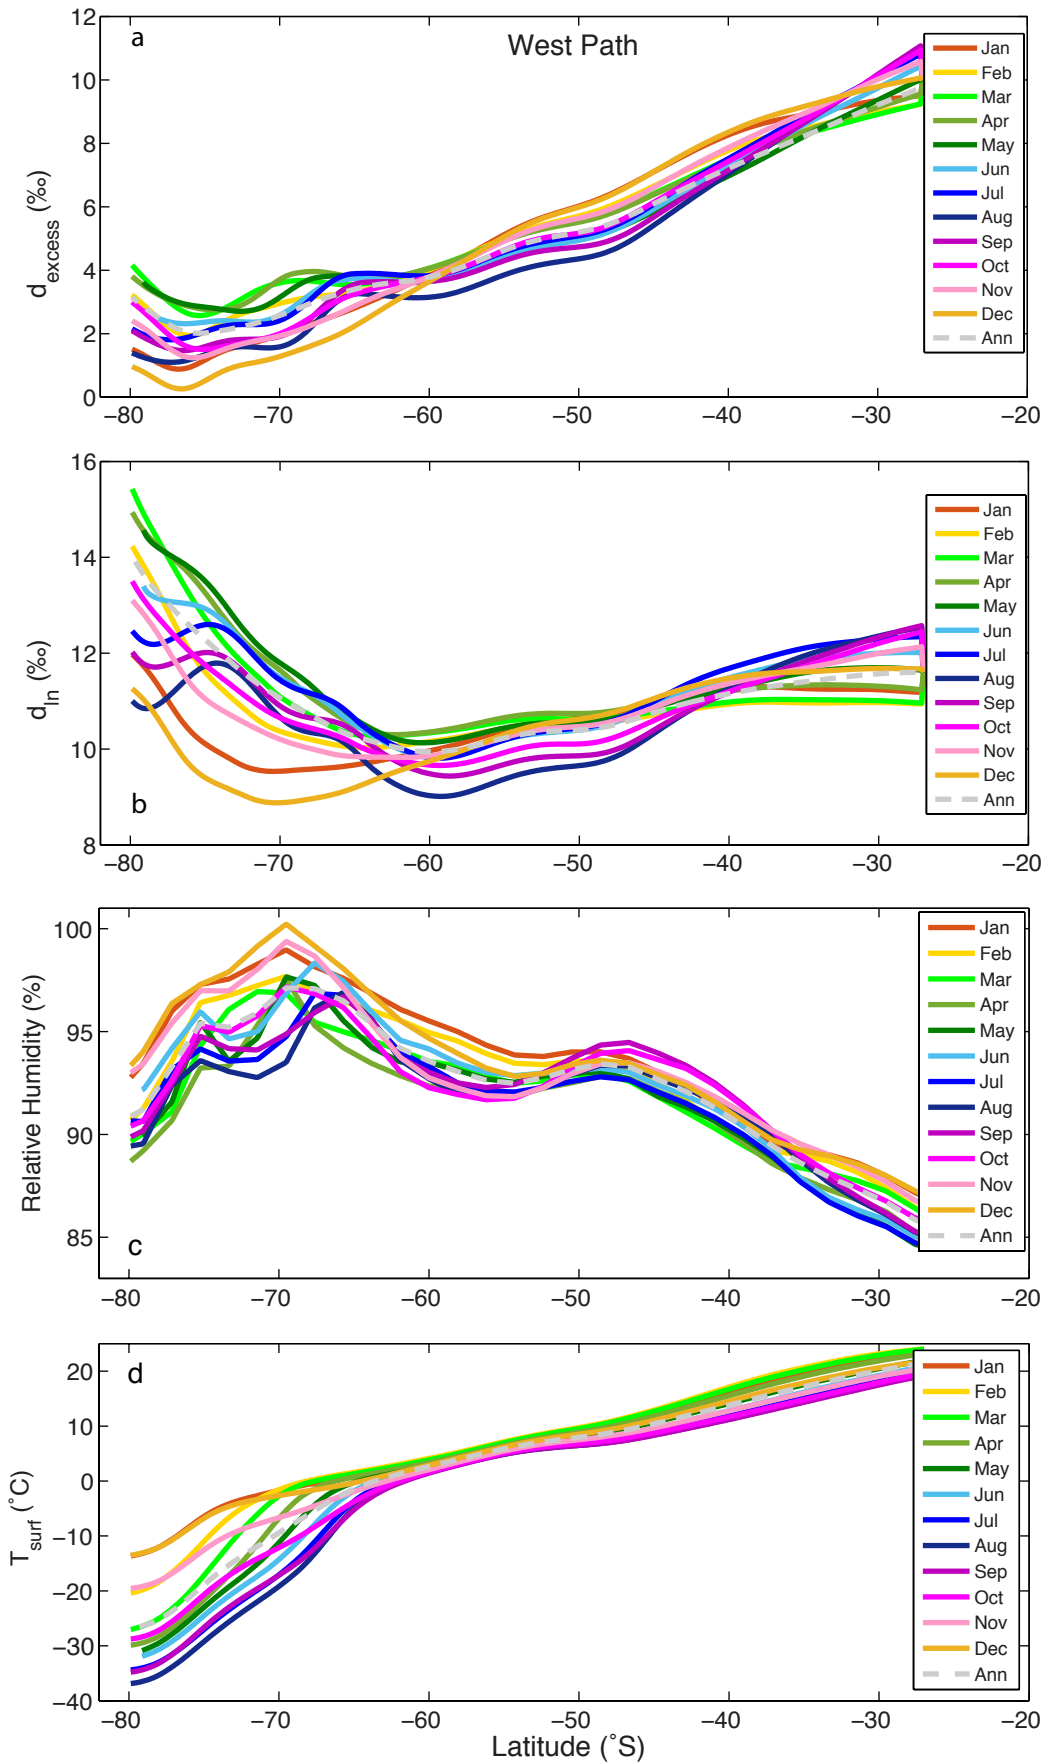 a
West Path
12
10
8
6
4
2
0
d_excess (‰)
−80
−70
−60
−50
−40
−30
−20
Jan
Feb
Mar
Apr
May
Jun
Jul
Aug
Sep
Oct
Nov
Dec
Ann
b
16
14
12
10
8
d_ln (‰)
−80
−70
−60
−50
−40
−30
−20
Jan
Feb
Mar
Apr
May
Jun
Jul
Aug
Sep
Oct
Nov
Dec
Ann
c
100
95
90
85
Relative Humidity (%)
−80
−70
−60
−50
−40
−30
−20
Jan
Feb
Mar
Apr
May
Jun
Jul
Aug
Sep
Oct
Nov
Dec
Ann
d
20
10
0
−10
−20
−30
−40
T_surf (˚C)
−80
−70
−60
−50
−40
−30
−20
Latitude (˚S)
Jan
Feb
Mar
Apr
May
Jun
Jul
Aug
Sep
Oct
Nov
Dec
Ann